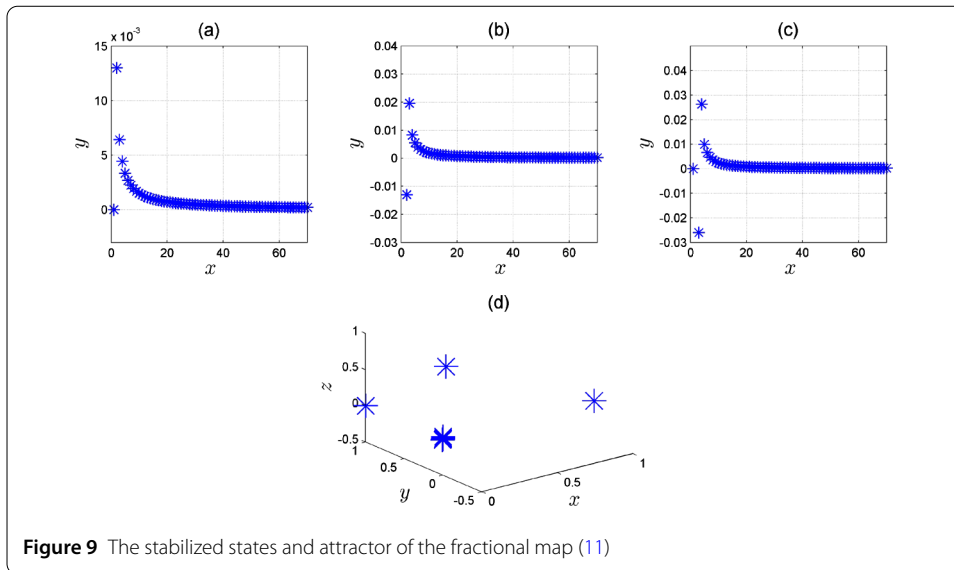 (a)
x 10⁻³
15
10
5
0
0 20 40 60
x
y
(b)
0.04
0.03
0.02
0.01
0
-0.01
-0.02
-0.03
0 20 40 60
x
y
(c)
0.04
0.03
0.02
0.01
0
-0.01
-0.02
-0.03
0 20 40 60
x
y
(d)
1
0.5
0
-0.5
z
1
0.5
0
-0.5
y
0
0.5
1
x
Figure 9 The stabilized states and attractor of the fractional map (11)